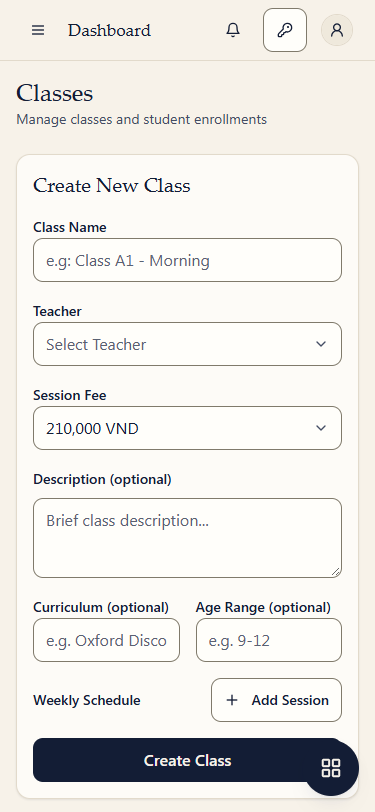 Dashboard
Classes
Manage classes and student enrollments
Create New Class
Class Name
e.g: Class A1 - Morning
Teacher
Select Teacher
Session Fee
210,000 VND
Description (optional)
Brief class description...
Curriculum (optional)
e.g. Oxford Disco
Age Range (optional)
e.g. 9-12
Weekly Schedule
+ Add Session
Create Class